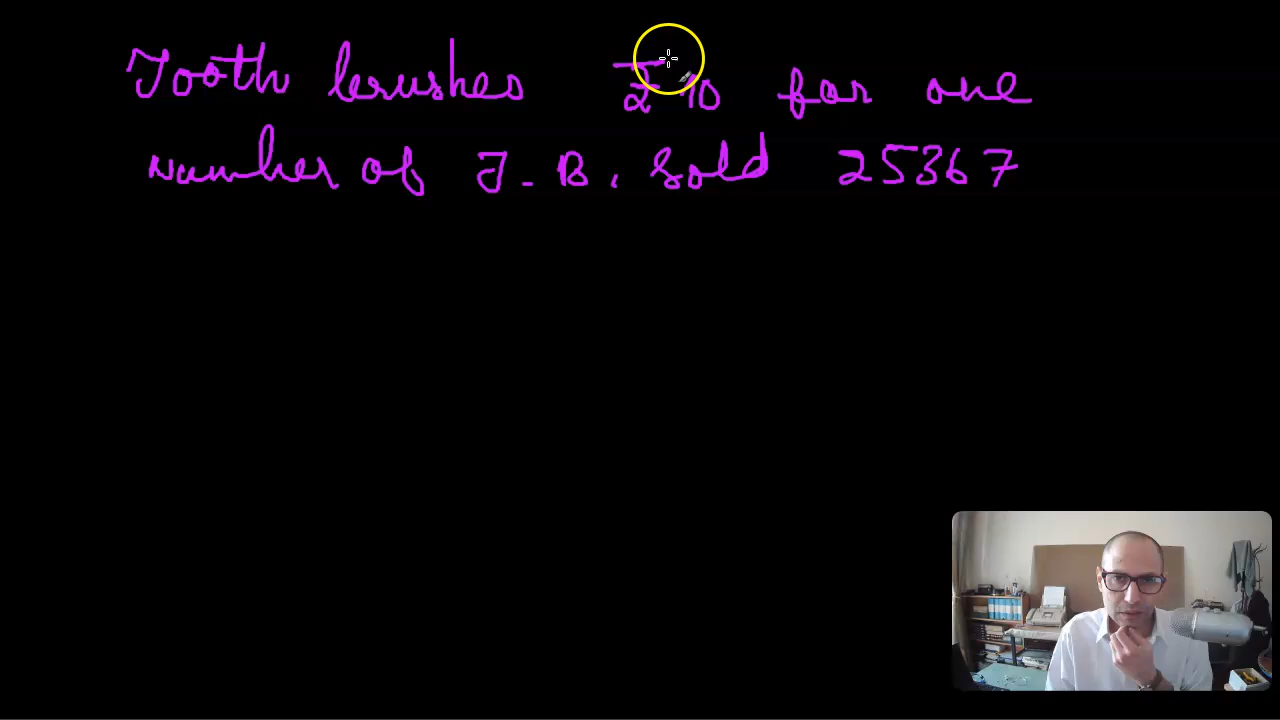 Tooth brushes ₹10 for one
number of T.B. sold 25367